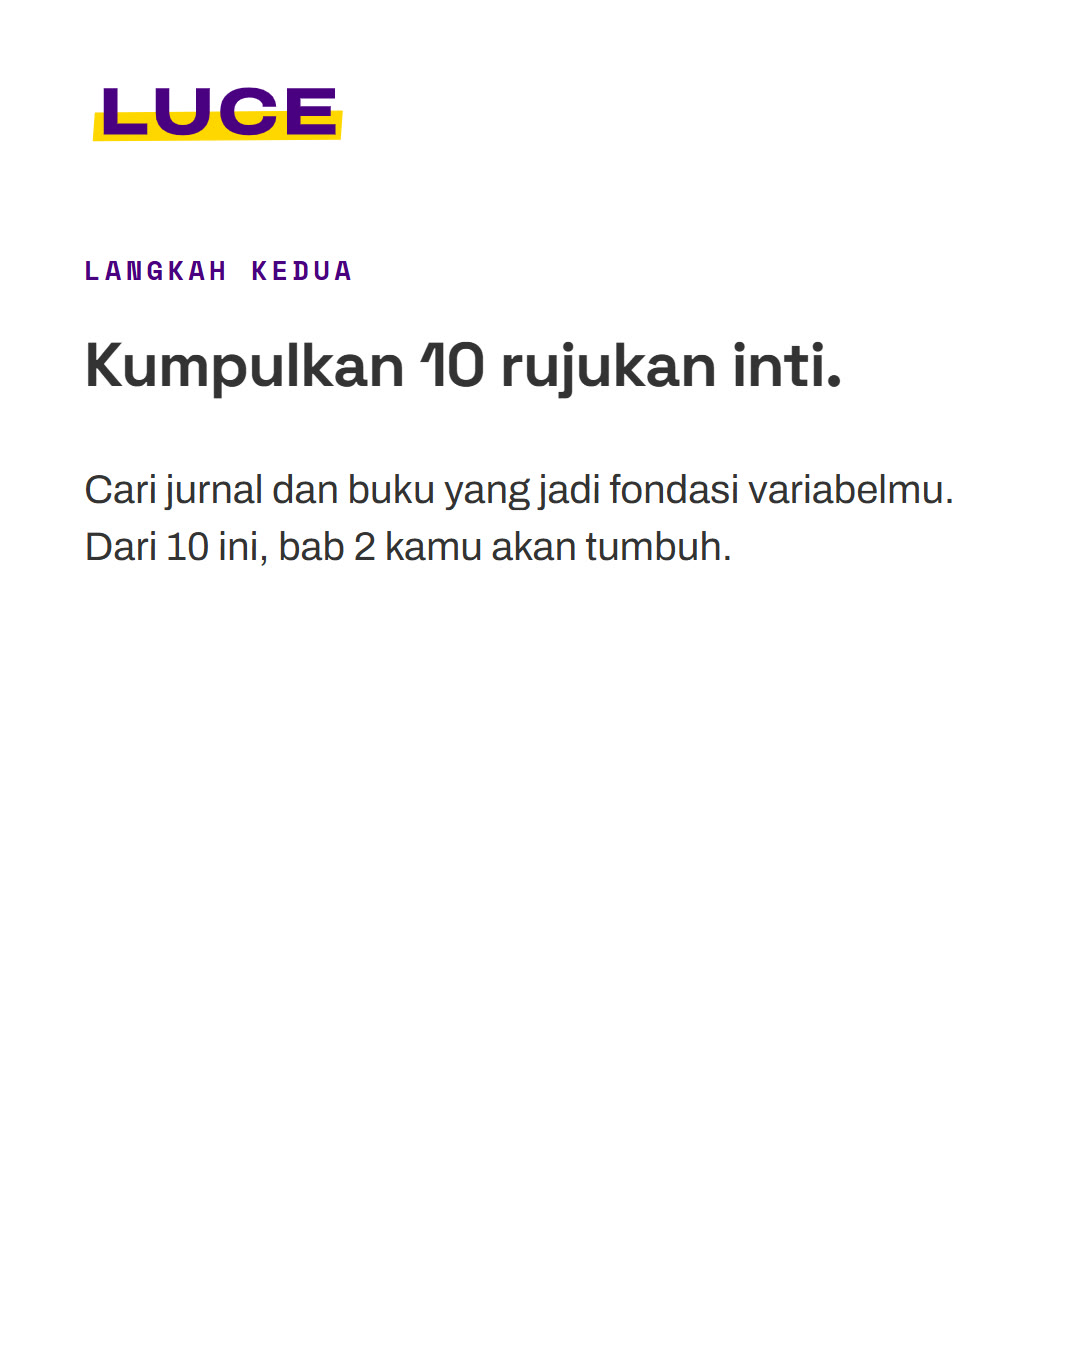 LUCE
LANGKAH KEDUA
Kumpulkan 10 rujukan inti.
Cari jurnal dan buku yang jadi fondasi variabelmu.
Dari 10 ini, bab 2 kamu akan tumbuh.